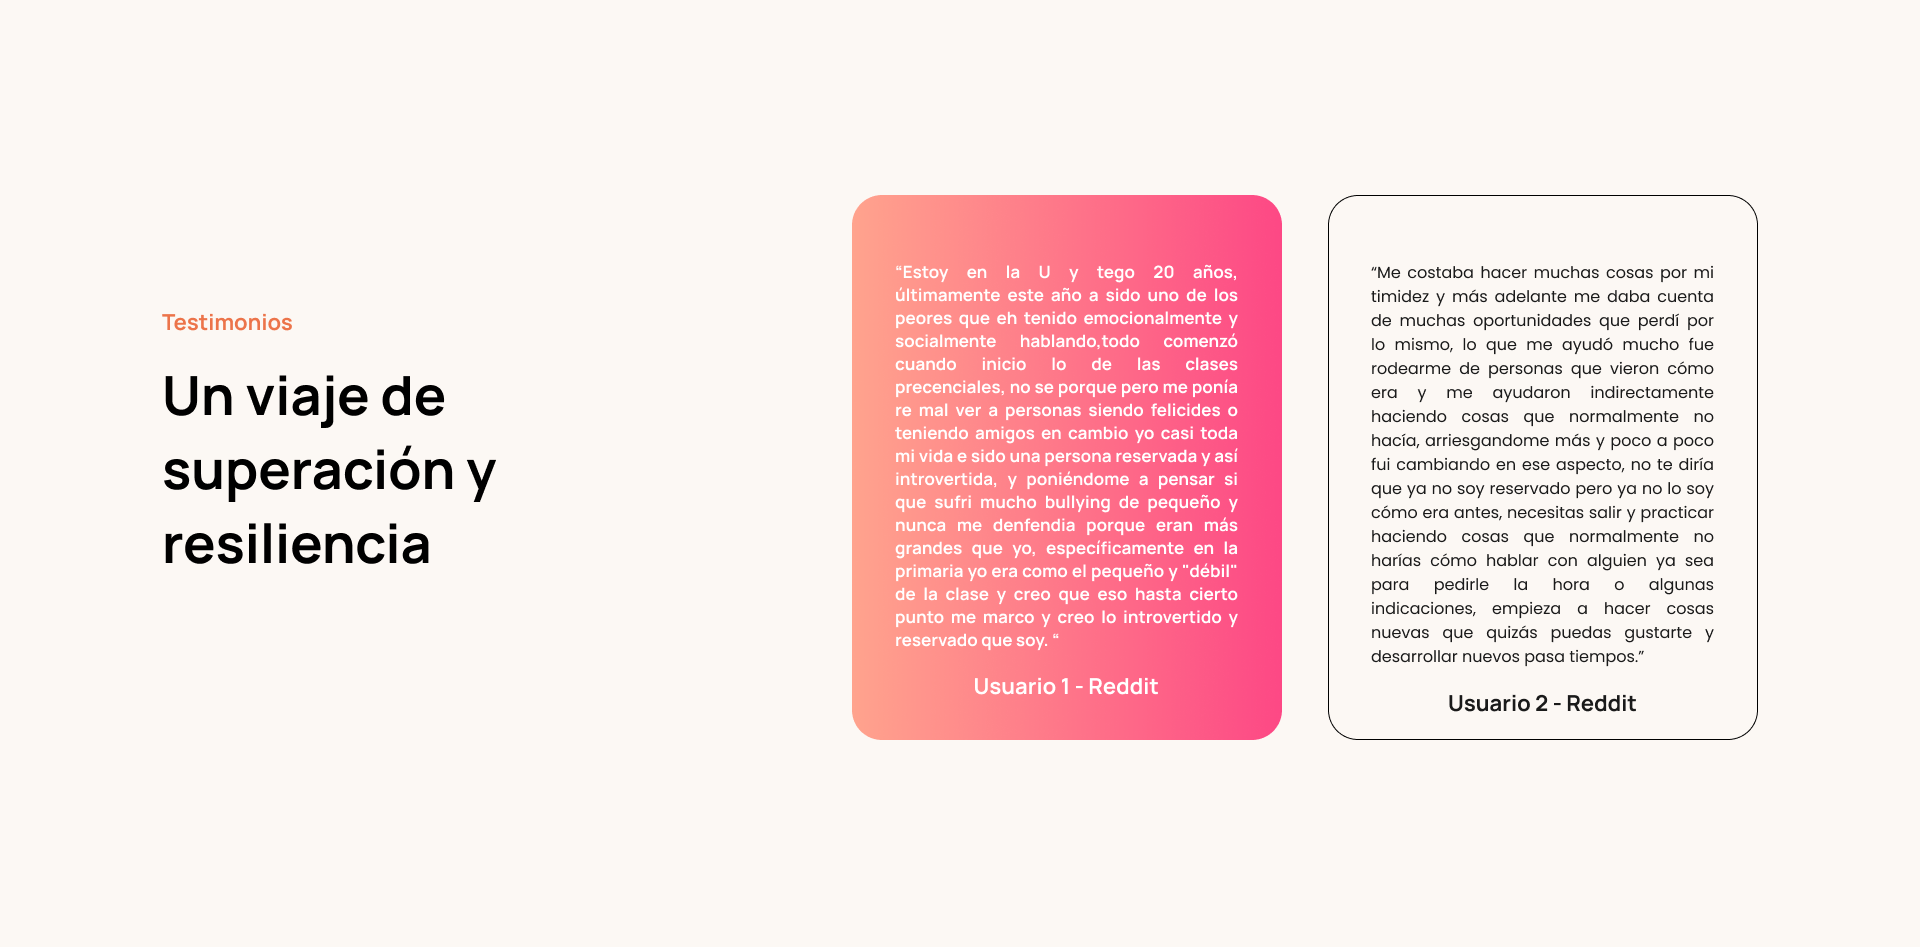 Testimonios
Un viaje de
superación y
resiliencia
“Estoy en la U y tego 20 años,
últimamente este año a sido uno de los
peores que eh tenido emocionalmente y
socialmente hablando,todo comenzó
cuando inicio lo de las clases
precenciales, no se porque pero me ponía
re mal ver a personas siendo felicides o
teniendo amigos en cambio yo casi toda
mi vida e sido una persona reservada y así
introvertida, y poniéndome a pensar si
que sufri mucho bullying de pequeño y
nunca me denfendia porque eran más
grandes que yo, específicamente en la
primaria yo era como el pequeño y "débil"
de la clase y creo que eso hasta cierto
punto me marco y creo lo introvertido y
reservado que soy. “
Usuario 1 - Reddit
“Me costaba hacer muchas cosas por mi
timidez y más adelante me daba cuenta
de muchas oportunidades que perdí por
lo mismo, lo que me ayudó mucho fue
rodearme de personas que vieron cómo
era y me ayudaron indirectamente
haciendo cosas que normalmente no
hacía, arriesgandome más y poco a poco
fui cambiando en ese aspecto, no te diría
que ya no soy reservado pero ya no lo soy
cómo era antes, necesitas salir y practicar
haciendo cosas que normalmente no
harías cómo hablar con alguien ya sea
para pedirle la hora o algunas
indicaciones, empieza a hacer cosas
nuevas que quizás puedas gustarte y
desarrollar nuevos pasa tiempos.”
Usuario 2 - Reddit